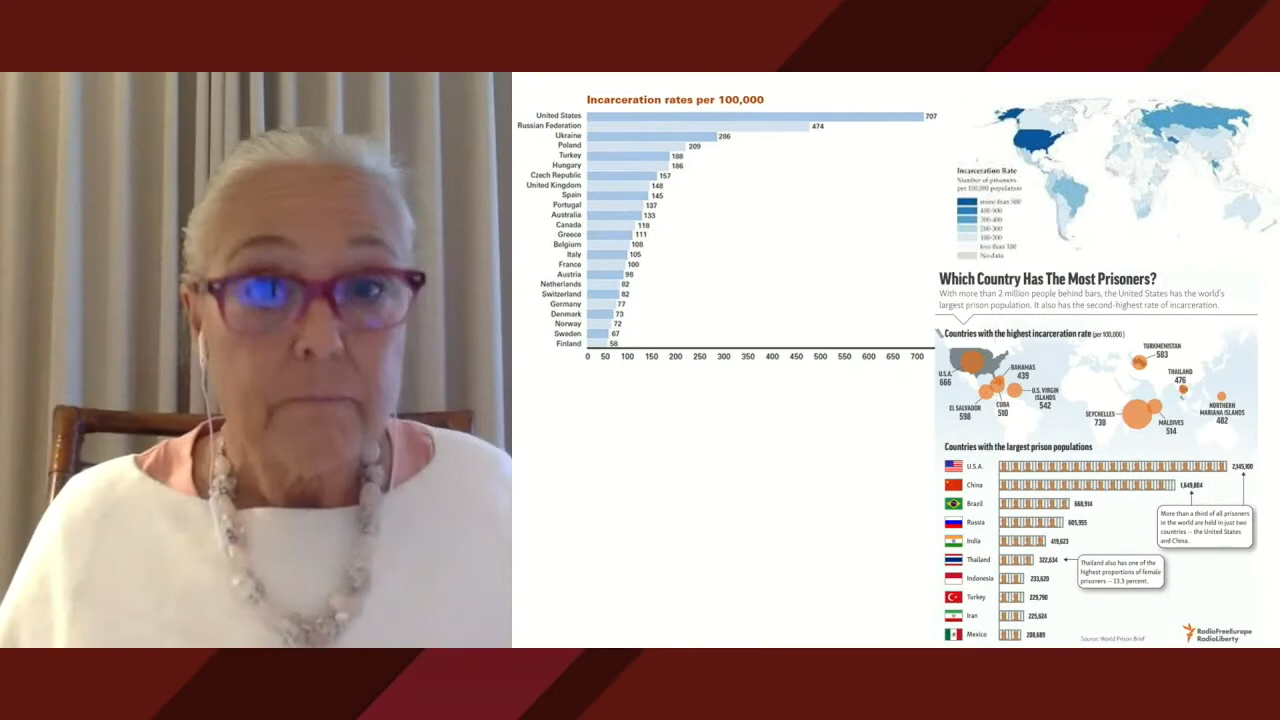 Incarceration rates per 100,000
United States 707
Russian Federation 474
Ukraine 286
Poland 209
Turkey 188
Hungary 186
Czech Republic 157
United Kingdom 148
Spain 145
Portugal 137
Australia 133
Canada 118
Greece 111
Belgium 108
Italy 105
France 100
Austria 98
Netherlands 82
Switzerland 82
Germany 77
Denmark 73
Norway 72
Sweden 67
Finland 58
0 50 100 150 200 250 300 350 400 450 500 550 600 650 700
Incarceration Rate
Number of prisoners
per 100,000 population
more than 500
400-500
300-400
200-300
100-200
less than 100
No data
Which Country Has The Most Prisoners?
With more than 2 million people behind bars, the United States has the world's
largest prison population. It also has the second-highest rate of incarceration.
Countries with the highest incarceration rate (per 100,000)
U.S.A.
666
BAHAMAS
439
U.S. VIRGIN
ISLANDS
542
EL SALVADOR
598
CUBA
510
TURKMENISTAN
583
THAILAND
476
SEYCHELLES
738
MALDIVES
514
NORTHERN
MARIANA ISLANDS
482
Countries with the largest prison populations
U.S.A. 2,145,100
China 1,649,804
Brazil 668,914
Russia 605,955
India 419,623
Thailand 322,634
Indonesia 233,620
Turkey 229,790
Iran 225,624
Mexico 208,689
More than a third of all prisoners
in the world are held in just two
countries -- the United States
and China.
Thailand also has one of the
highest proportions of female
prisoners -- 13.3 percent.
Source: World Prison Brief
RadioFreeEurope
RadioLiberty